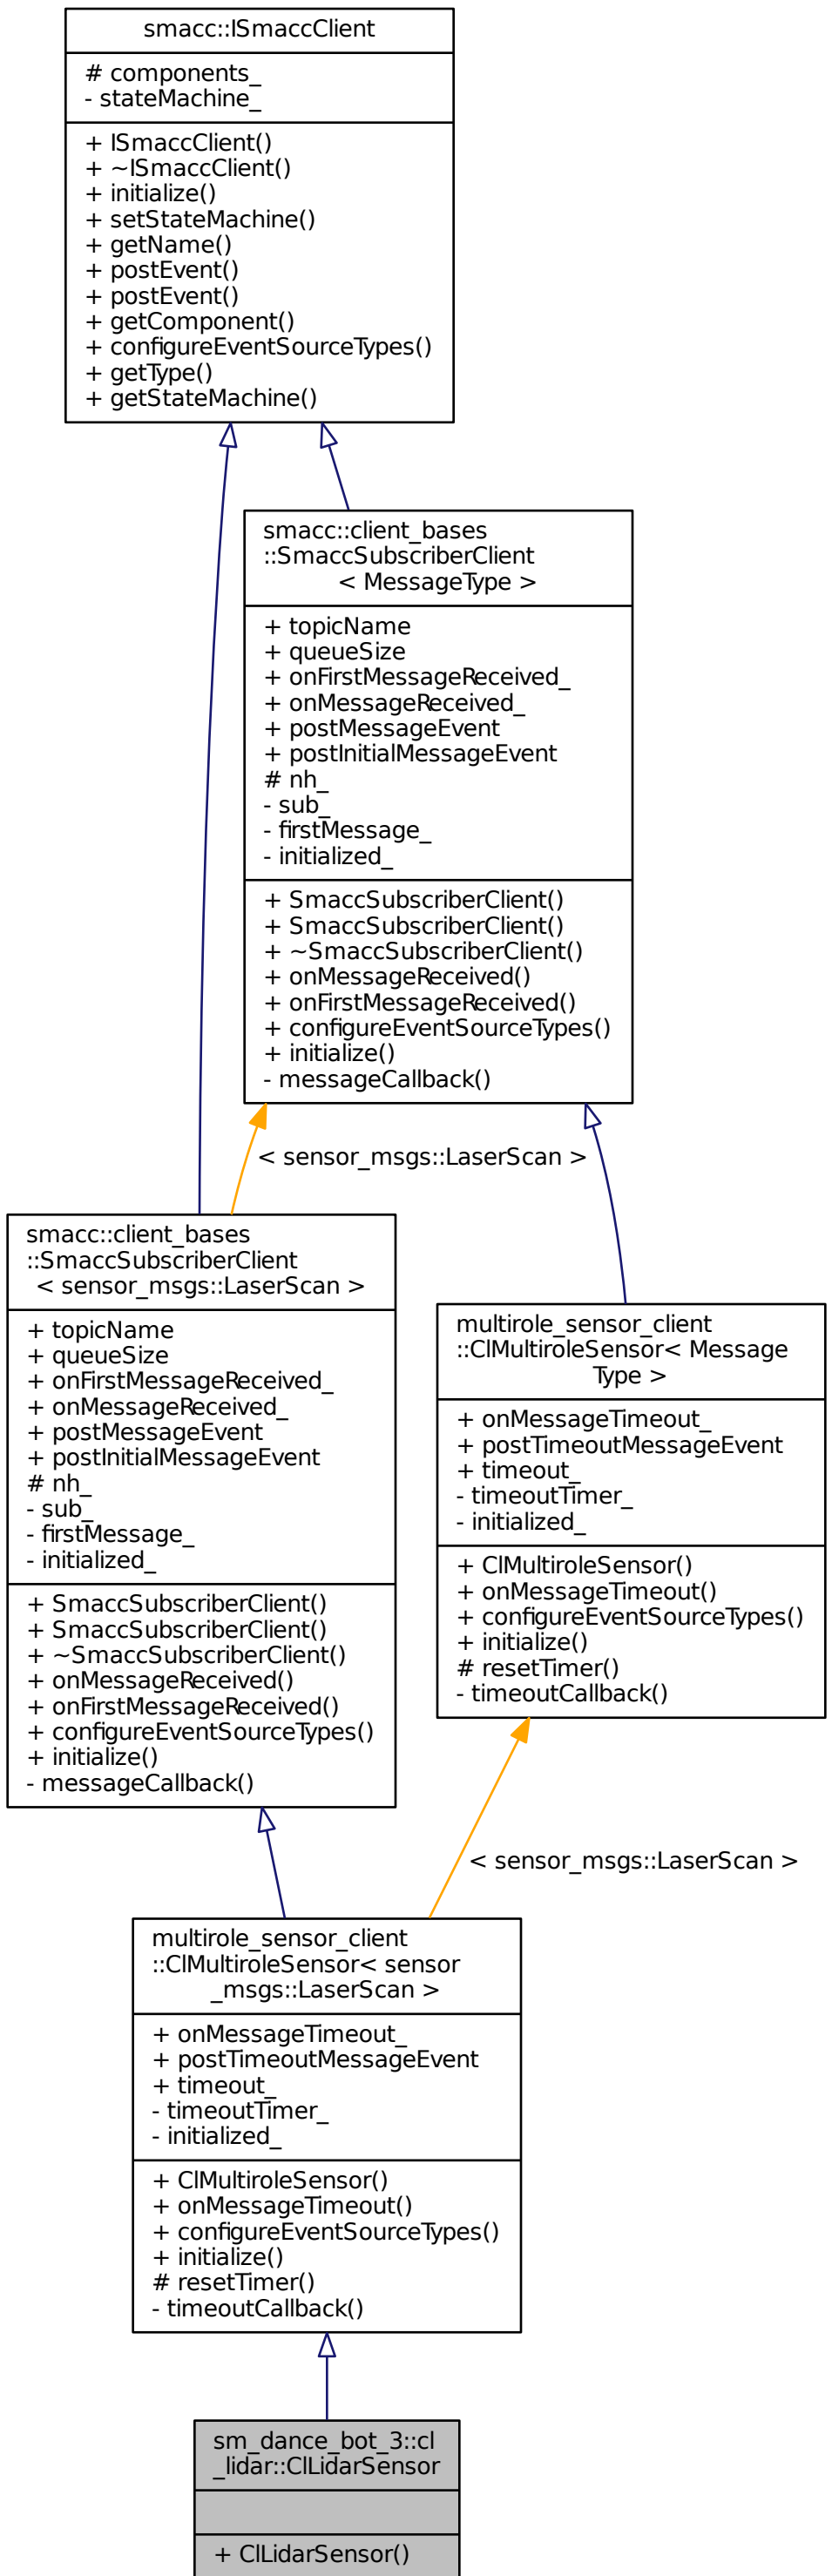 smacc::ISmaccClient
# components_
- stateMachine_
+ ISmaccClient()
+ ~ISmaccClient()
+ initialize()
+ setStateMachine()
+ getName()
+ postEvent()
+ postEvent()
+ getComponent()
+ configureEventSourceTypes()
+ getType()
+ getStateMachine()
smacc::client_bases
::SmaccSubscriberClient
< MessageType >
+ topicName
+ queueSize
+ onFirstMessageReceived_
+ onMessageReceived_
+ postMessageEvent
+ postInitialMessageEvent
# nh_
- sub_
- firstMessage_
- initialized_
+ SmaccSubscriberClient()
+ SmaccSubscriberClient()
+ ~SmaccSubscriberClient()
+ onMessageReceived()
+ onFirstMessageReceived()
+ configureEventSourceTypes()
+ initialize()
- messageCallback()
< sensor_msgs::LaserScan >
smacc::client_bases
::SmaccSubscriberClient
< sensor_msgs::LaserScan >
+ topicName
+ queueSize
+ onFirstMessageReceived_
+ onMessageReceived_
+ postMessageEvent
+ postInitialMessageEvent
# nh_
- sub_
- firstMessage_
- initialized_
+ SmaccSubscriberClient()
+ SmaccSubscriberClient()
+ ~SmaccSubscriberClient()
+ onMessageReceived()
+ onFirstMessageReceived()
+ configureEventSourceTypes()
+ initialize()
- messageCallback()
multirole_sensor_client
::ClMultiroleSensor< Message
Type >
+ onMessageTimeout_
+ postTimeoutMessageEvent
+ timeout_
- timeoutTimer_
- initialized_
+ ClMultiroleSensor()
+ onMessageTimeout()
+ configureEventSourceTypes()
+ initialize()
# resetTimer()
- timeoutCallback()
< sensor_msgs::LaserScan >
multirole_sensor_client
::ClMultiroleSensor< sensor
_msgs::LaserScan >
+ onMessageTimeout_
+ postTimeoutMessageEvent
+ timeout_
- timeoutTimer_
- initialized_
+ ClMultiroleSensor()
+ onMessageTimeout()
+ configureEventSourceTypes()
+ initialize()
# resetTimer()
- timeoutCallback()
sm_dance_bot_3::cl
_lidar::ClLidarSensor
+ ClLidarSensor()